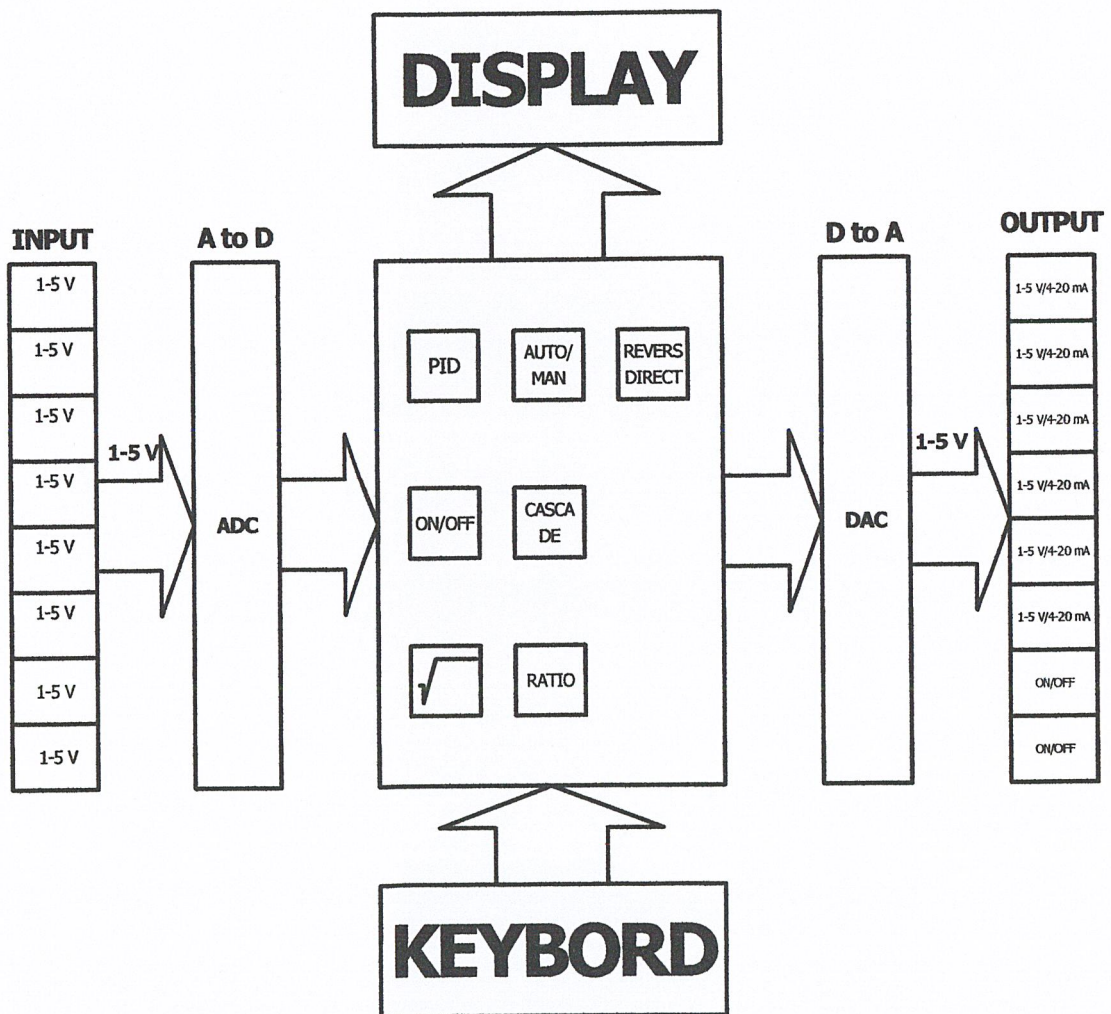 DISPLAY
INPUT
A to D
D to A
OUTPUT
1-5 V
1-5 V
1-5 V
1-5 V
1-5 V
1-5 V
1-5 V
1-5 V
1-5 V
ADC
PID
AUTO/
MAN
REVERS
DIRECT
ON/OFF
CASCA
DE
√
RATIO
DAC
1-5 V
1-5 V/4-20 mA
1-5 V/4-20 mA
1-5 V/4-20 mA
1-5 V/4-20 mA
1-5 V/4-20 mA
1-5 V/4-20 mA
ON/OFF
ON/OFF
KEYBORD